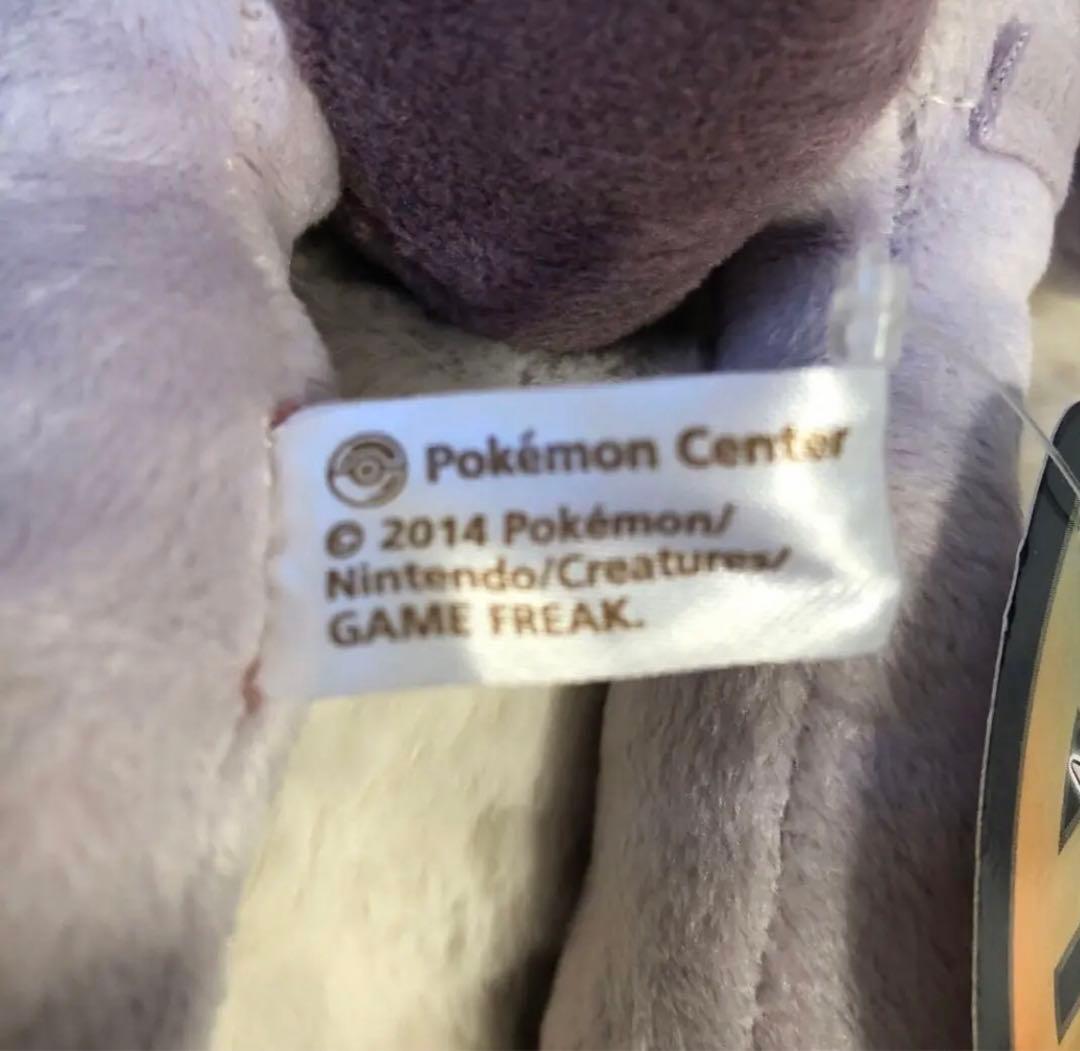 Pokémon Center
© 2014 Pokémon/
Nintendo/Creatures/
GAME FREAK.